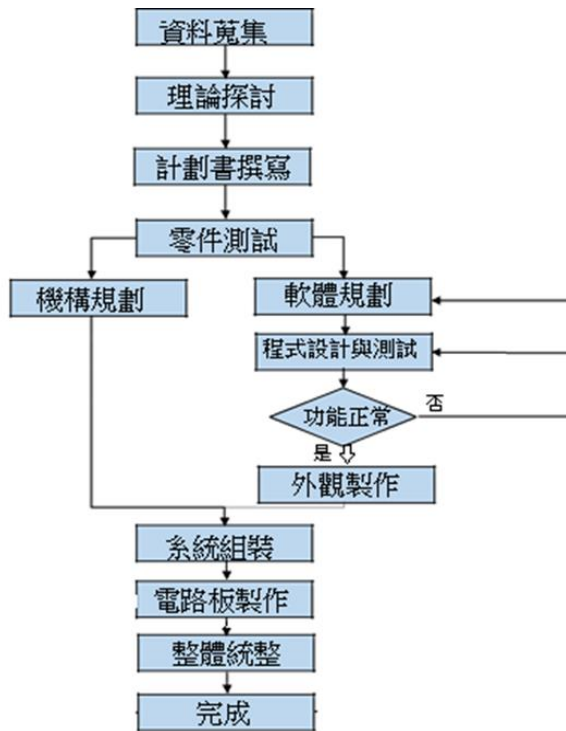 資料蒐集
理論探討
計劃書撰寫
零件測試
機構規劃
軟體規劃
程式設計與測試
功能正常
否
是
外觀製作
系統組裝
電路板製作
整體統整
完成